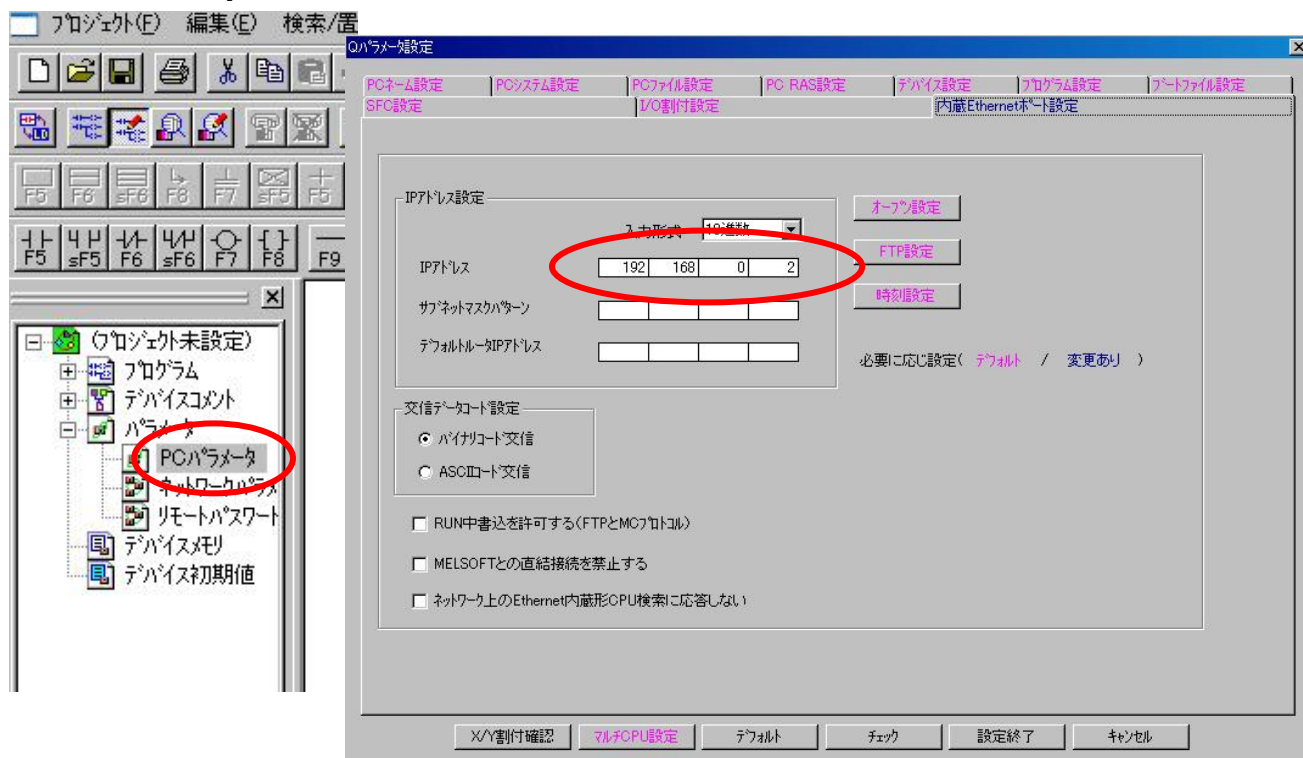 プロジェクト(F) 編集(E) 検索/置
F5 F6 sF6 F8 F7 sF5 F5
F5 sF5 F6 sF6 F7 F8 F9
(プロジェクト未設定)
プログラム
デバイスコメント
パラメータ
PCパラメータ
ネットワークパラメ
リモートパスワート
デバイスメモリ
デバイス初期値
Qパラメータ設定
PCネーム設定 PCシステム設定 PCファイル設定 PC RAS設定 デバイス設定 プログラム設定 ブートファイル設定
SFC設定 I/O割付設定 内蔵Ethernetポート設定
IPアドレス設定
入力形式 10進数
IPアドレス 192 168 0 2
サブネットマスクパターン
デフォルトルータIPアドレス
オープン設定
FTP設定
時刻設定
必要に応じ設定( デフォルト / 変更あり )
交信データコード設定
バイナリコード交信
ASCIIコード交信
RUN中書込を許可する(FTPとMCプロトコル)
MELSOFTとの直結接続を禁止する
ネットワーク上のEthernet内蔵形CPU検索に応答しない
X/Y割付確認 マルチCPU設定 デフォルト チェック 設定終了 キャンセル